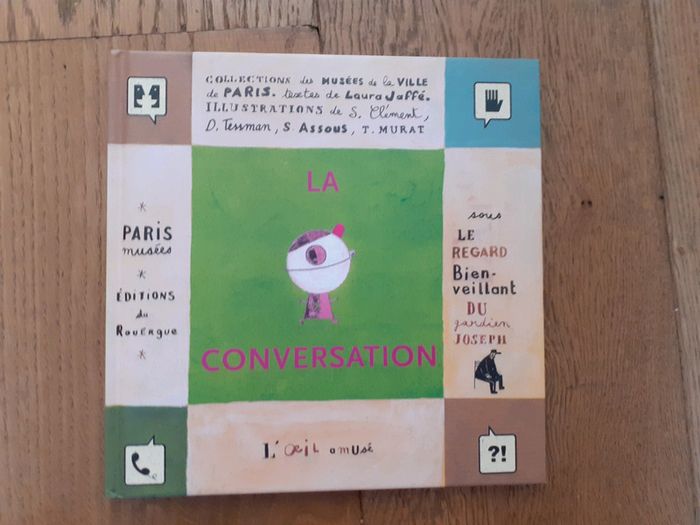 COLLECTIONS des MUSÉES de la VILLE
de PARIS. textes de Laura Jaffé.
ILLUSTRATIONS de S. Clément,
D. Tessman, S. Assous, T. MURAT
LA
CONVERSATION
*
PARIS
musées
*
ÉDITIONS
du
RouERgue
*
sous
LE
REGARD
Bien-
veillant
DU
gardien
JOSEPH
?!
L'œiL amusé